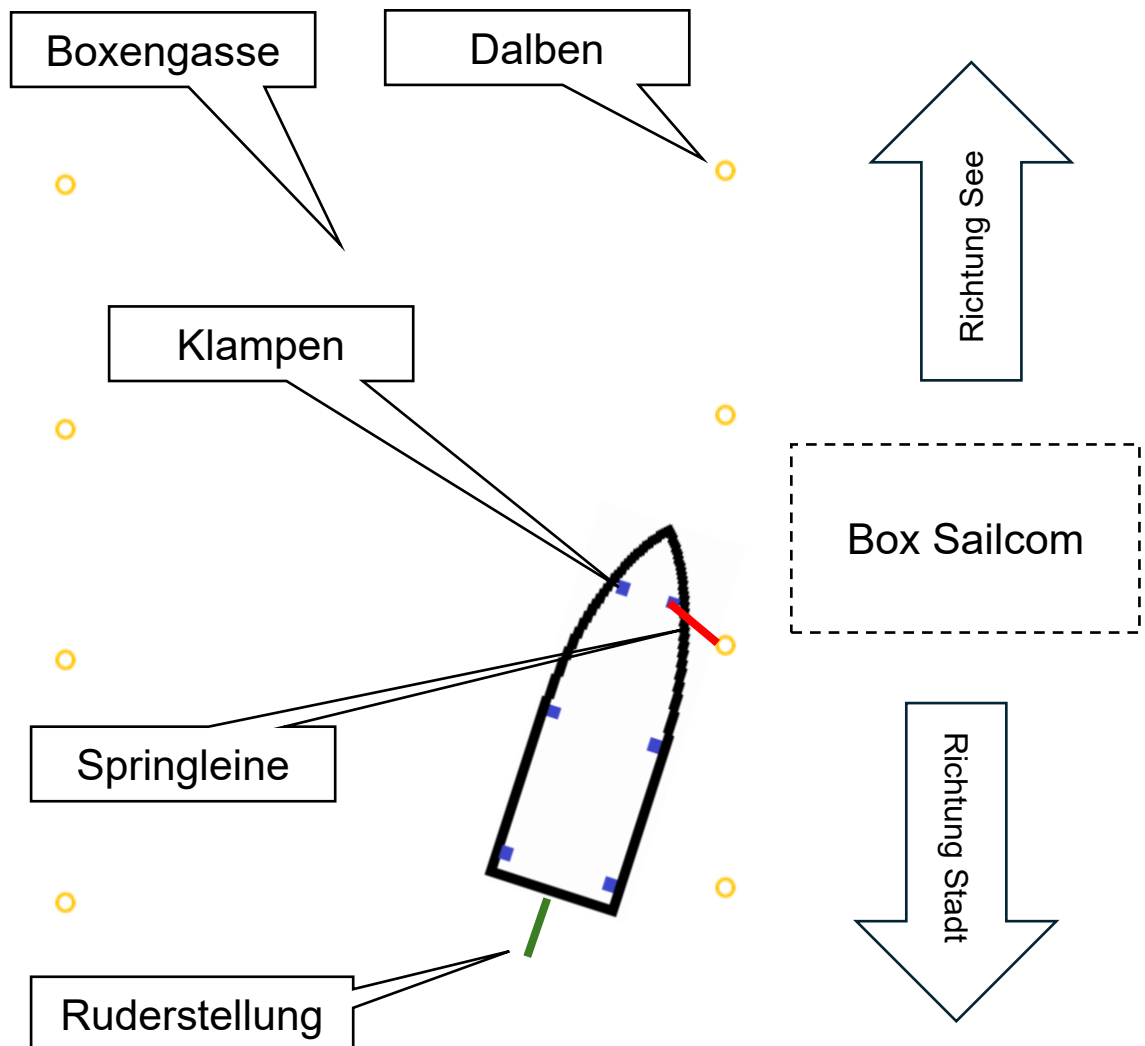 Boxengasse
Dalben
Richtung See
Klampen
Box Sailcom
Springleine
Richtung Stadt
Ruderstellung